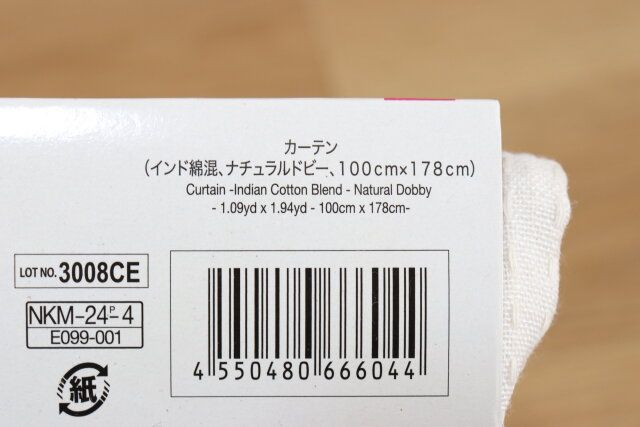 カーテン
(インド綿混、ナチュラルドビー、100cm×178cm)
Curtain -Indian Cotton Blend - Natural Dobby
- 1.09yd x 1.94yd - 100cm x 178cm-
LOT NO. 3008CE
NKM-24-P-4
E099-001
紙
4 550480 666044